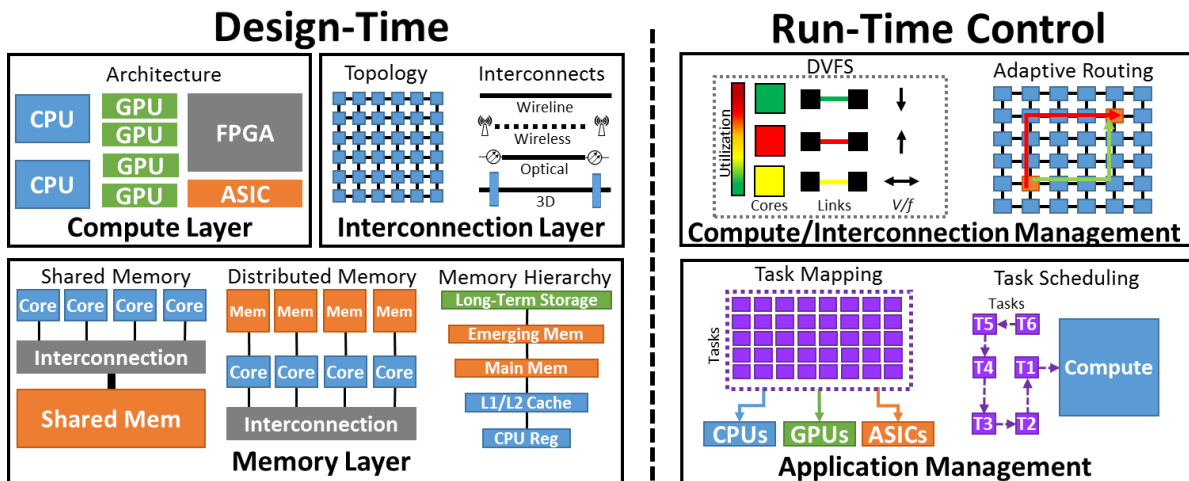 Design-Time
Architecture
CPU
CPU
GPU
GPU
GPU
GPU
FPGA
ASIC
Compute Layer
Topology
Interconnects
Wireline
Wireless
Optical
3D
Interconnection Layer
Shared Memory
Core Core Core Core
Interconnection
Shared Mem
Distributed Memory
Mem Mem Mem Mem
Core Core Core Core
Interconnection
Memory Hierarchy
Long-Term Storage
Emerging Mem
Main Mem
L1/L2 Cache
CPU Reg
Memory Layer
Run-Time Control
DVFS
Utilization
Cores Links V/f
Adaptive Routing
Compute/Interconnection Management
Task Mapping
Tasks
CPUs GPUs ASICs
Task Scheduling
Tasks
T5 T6
T4 T1
T3 T2
Compute
Application Management